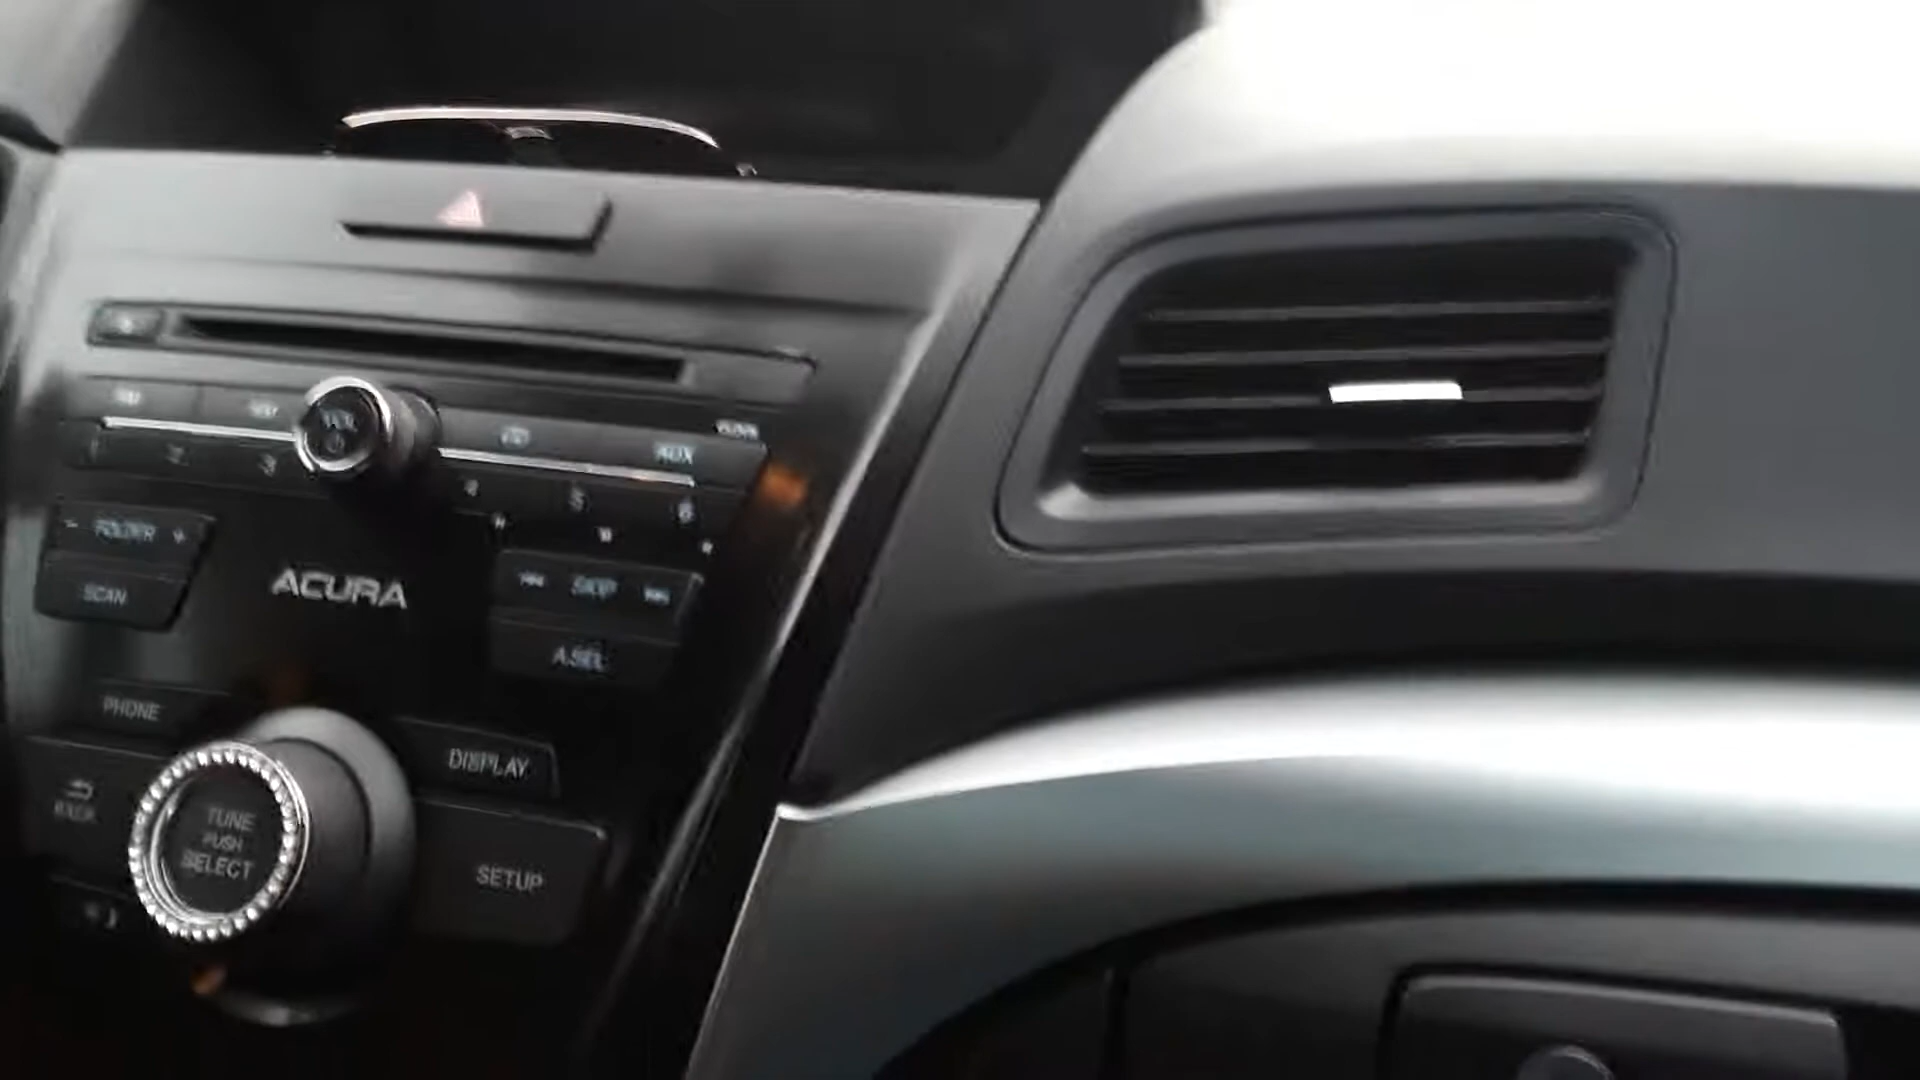 VOL
AUX
1 2 3 4 5 6
- FOLDER +
SKIP
SCAN
ACURA
A.SEL
PHONE
DISPLAY
BACK
TUNE
PUSH
SELECT
SETUP